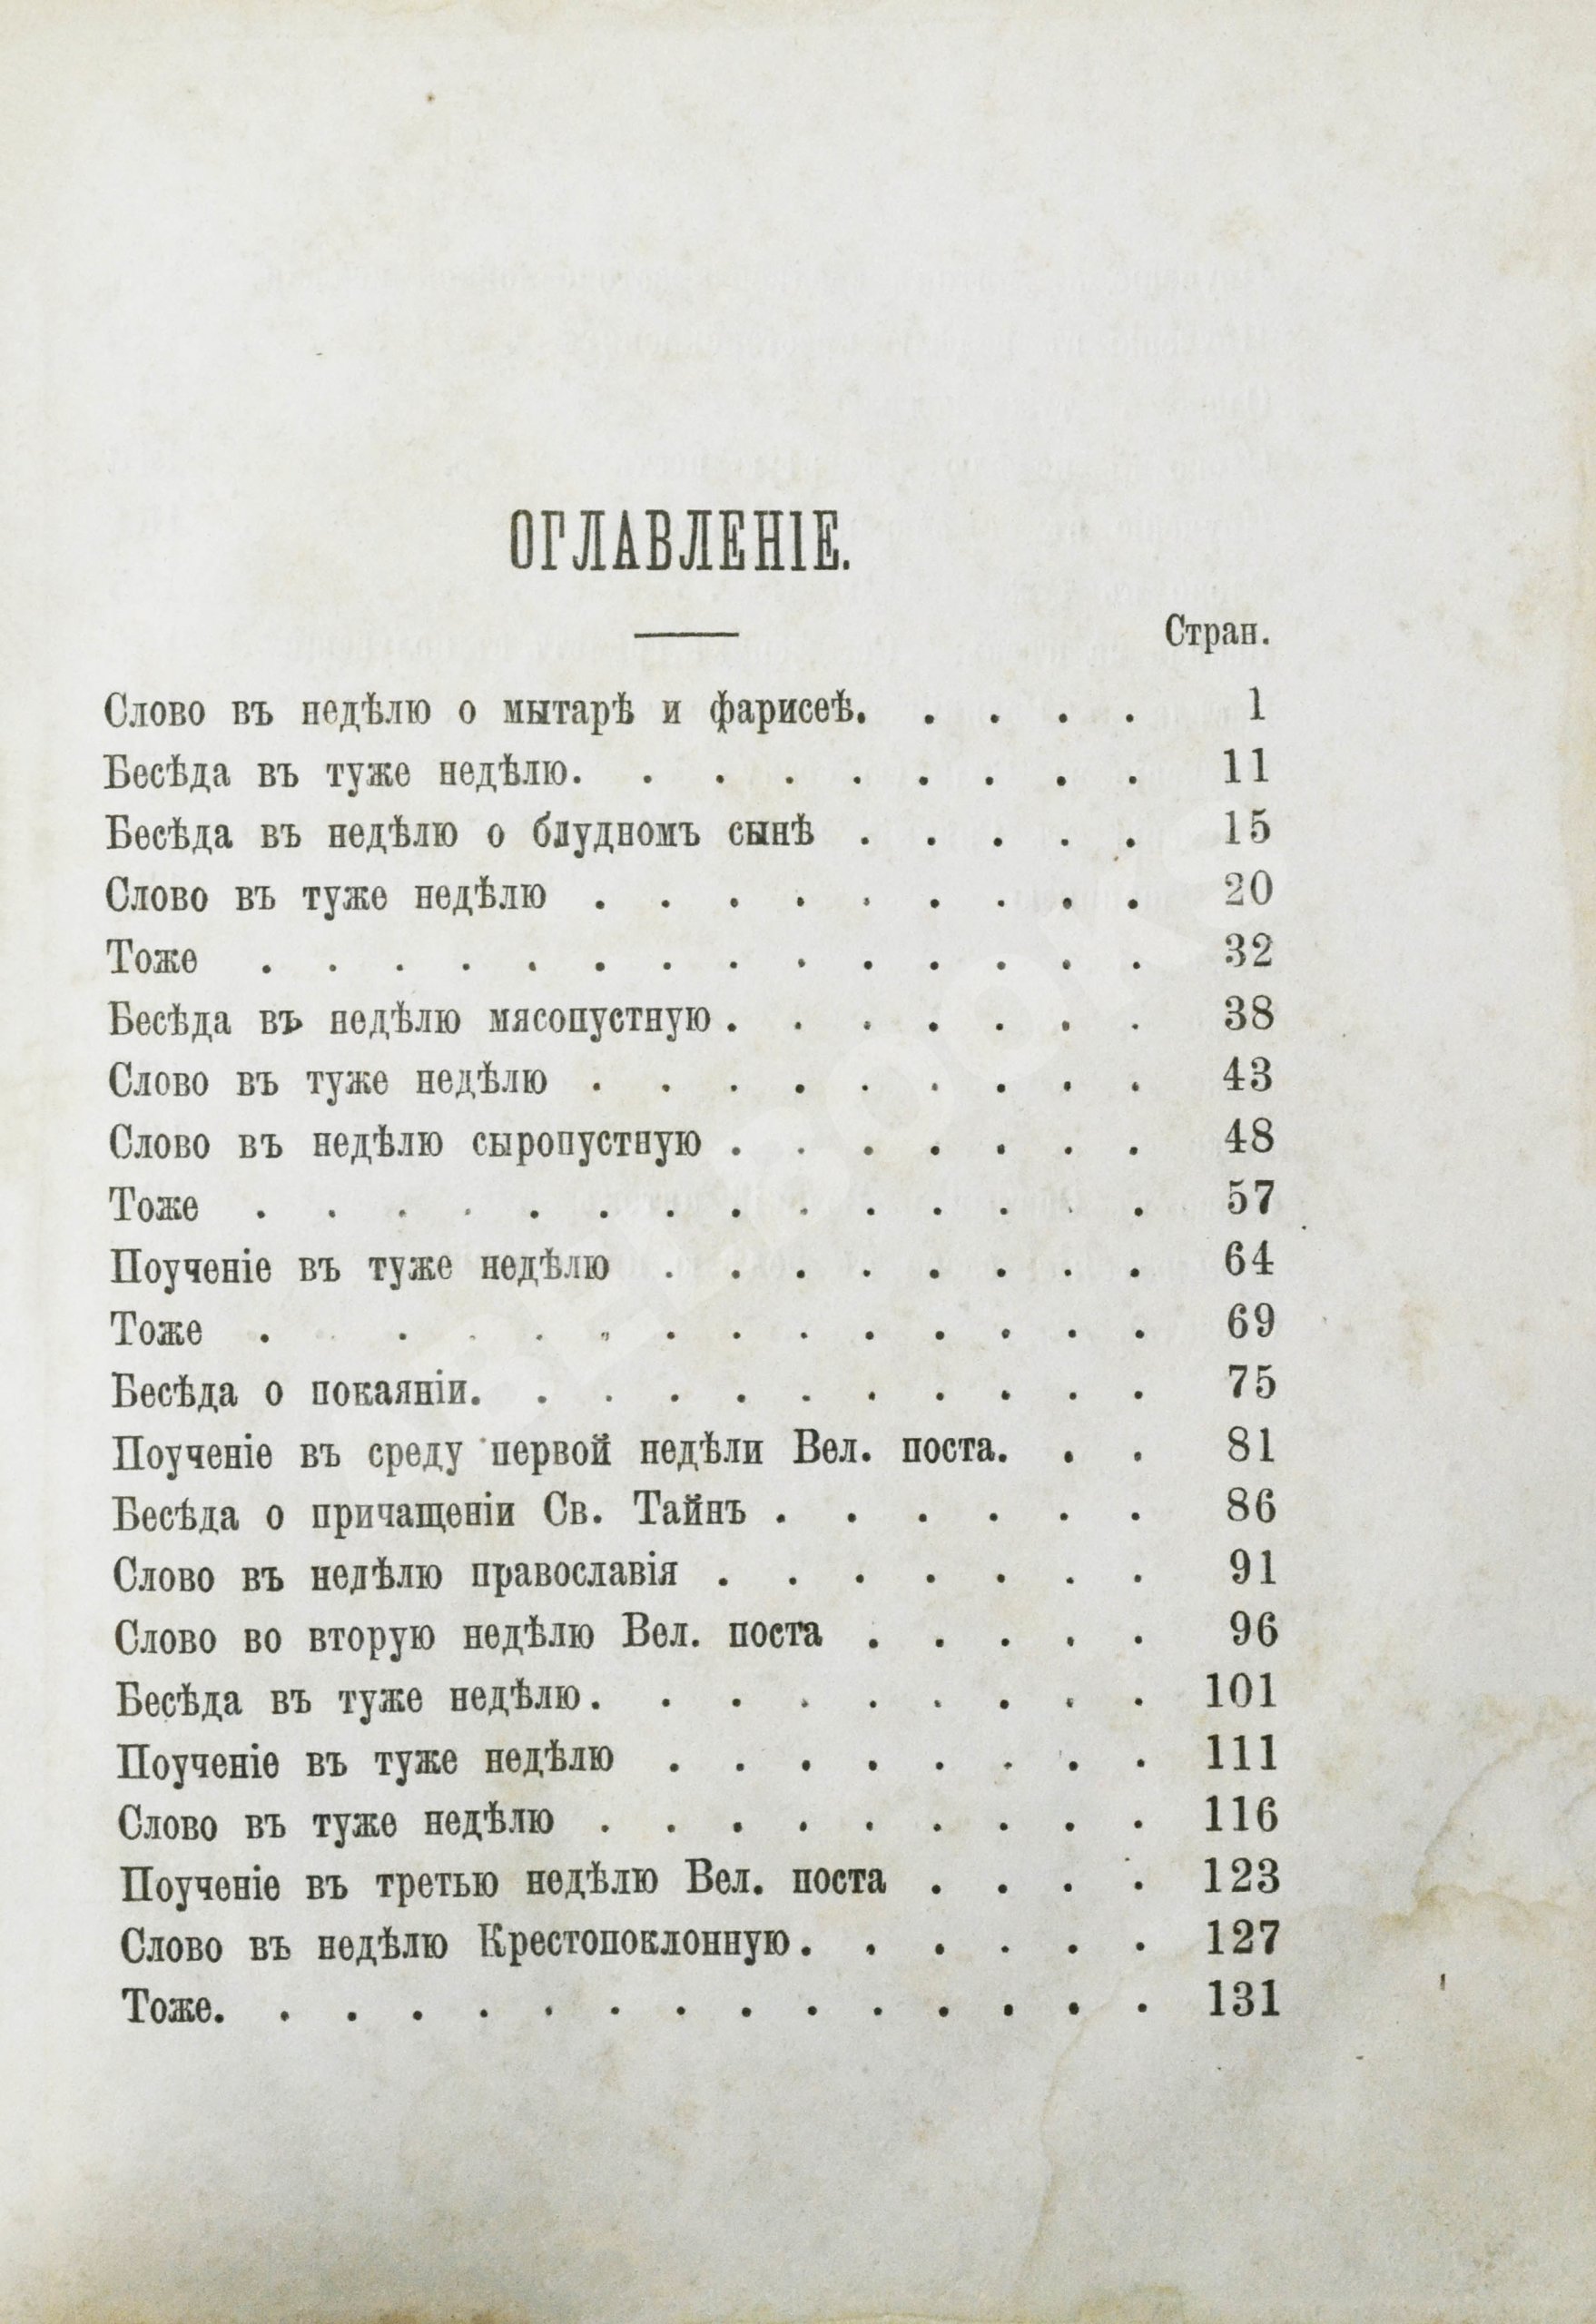 ОГЛАВЛЕНІЕ.
Стран.
Слово въ недѣлю о мытарѣ и фарисеѣ. . . . . 1
Бесѣда въ туже недѣлю. . . . . . . . . 11
Бесѣда въ недѣлю о блудномъ сынѣ . . . . . 15
Слово въ туже недѣлю . . . . . . . . . 20
Тоже . . . . . . . . . . . . . . 32
Бесѣда въ недѣлю мясопустную . . . . . . . 38
Слово въ туже недѣлю . . . . . . . . . 43
Слово въ недѣлю сыропустную . . . . . . . 48
Тоже . . . . . . . . . . . . . . 57
Поученіе въ туже недѣлю . . . . . . . . 64
Тоже . . . . . . . . . . . . . . 69
Бесѣда о покаяніи. . . . . . . . . . . 75
Поученіе въ среду первой недѣли Вел. поста. . . 81
Бесѣда о причащеніи Св. Тайнъ . . . . . . 86
Слово въ недѣлю православія . . . . . . . 91
Слово во вторую недѣлю Вел. поста . . . . . 96
Бесѣда въ туже недѣлю. . . . . . . . . 101
Поученіе въ туже недѣлю . . . . . . . . 111
Слово въ туже недѣлю . . . . . . . . . 116
Поученіе въ третью недѣлю Вел. поста . . . . 123
Слово въ недѣлю Крестопоклонную. . . . . . 127
Тоже. . . . . . . . . . . . . . . 131